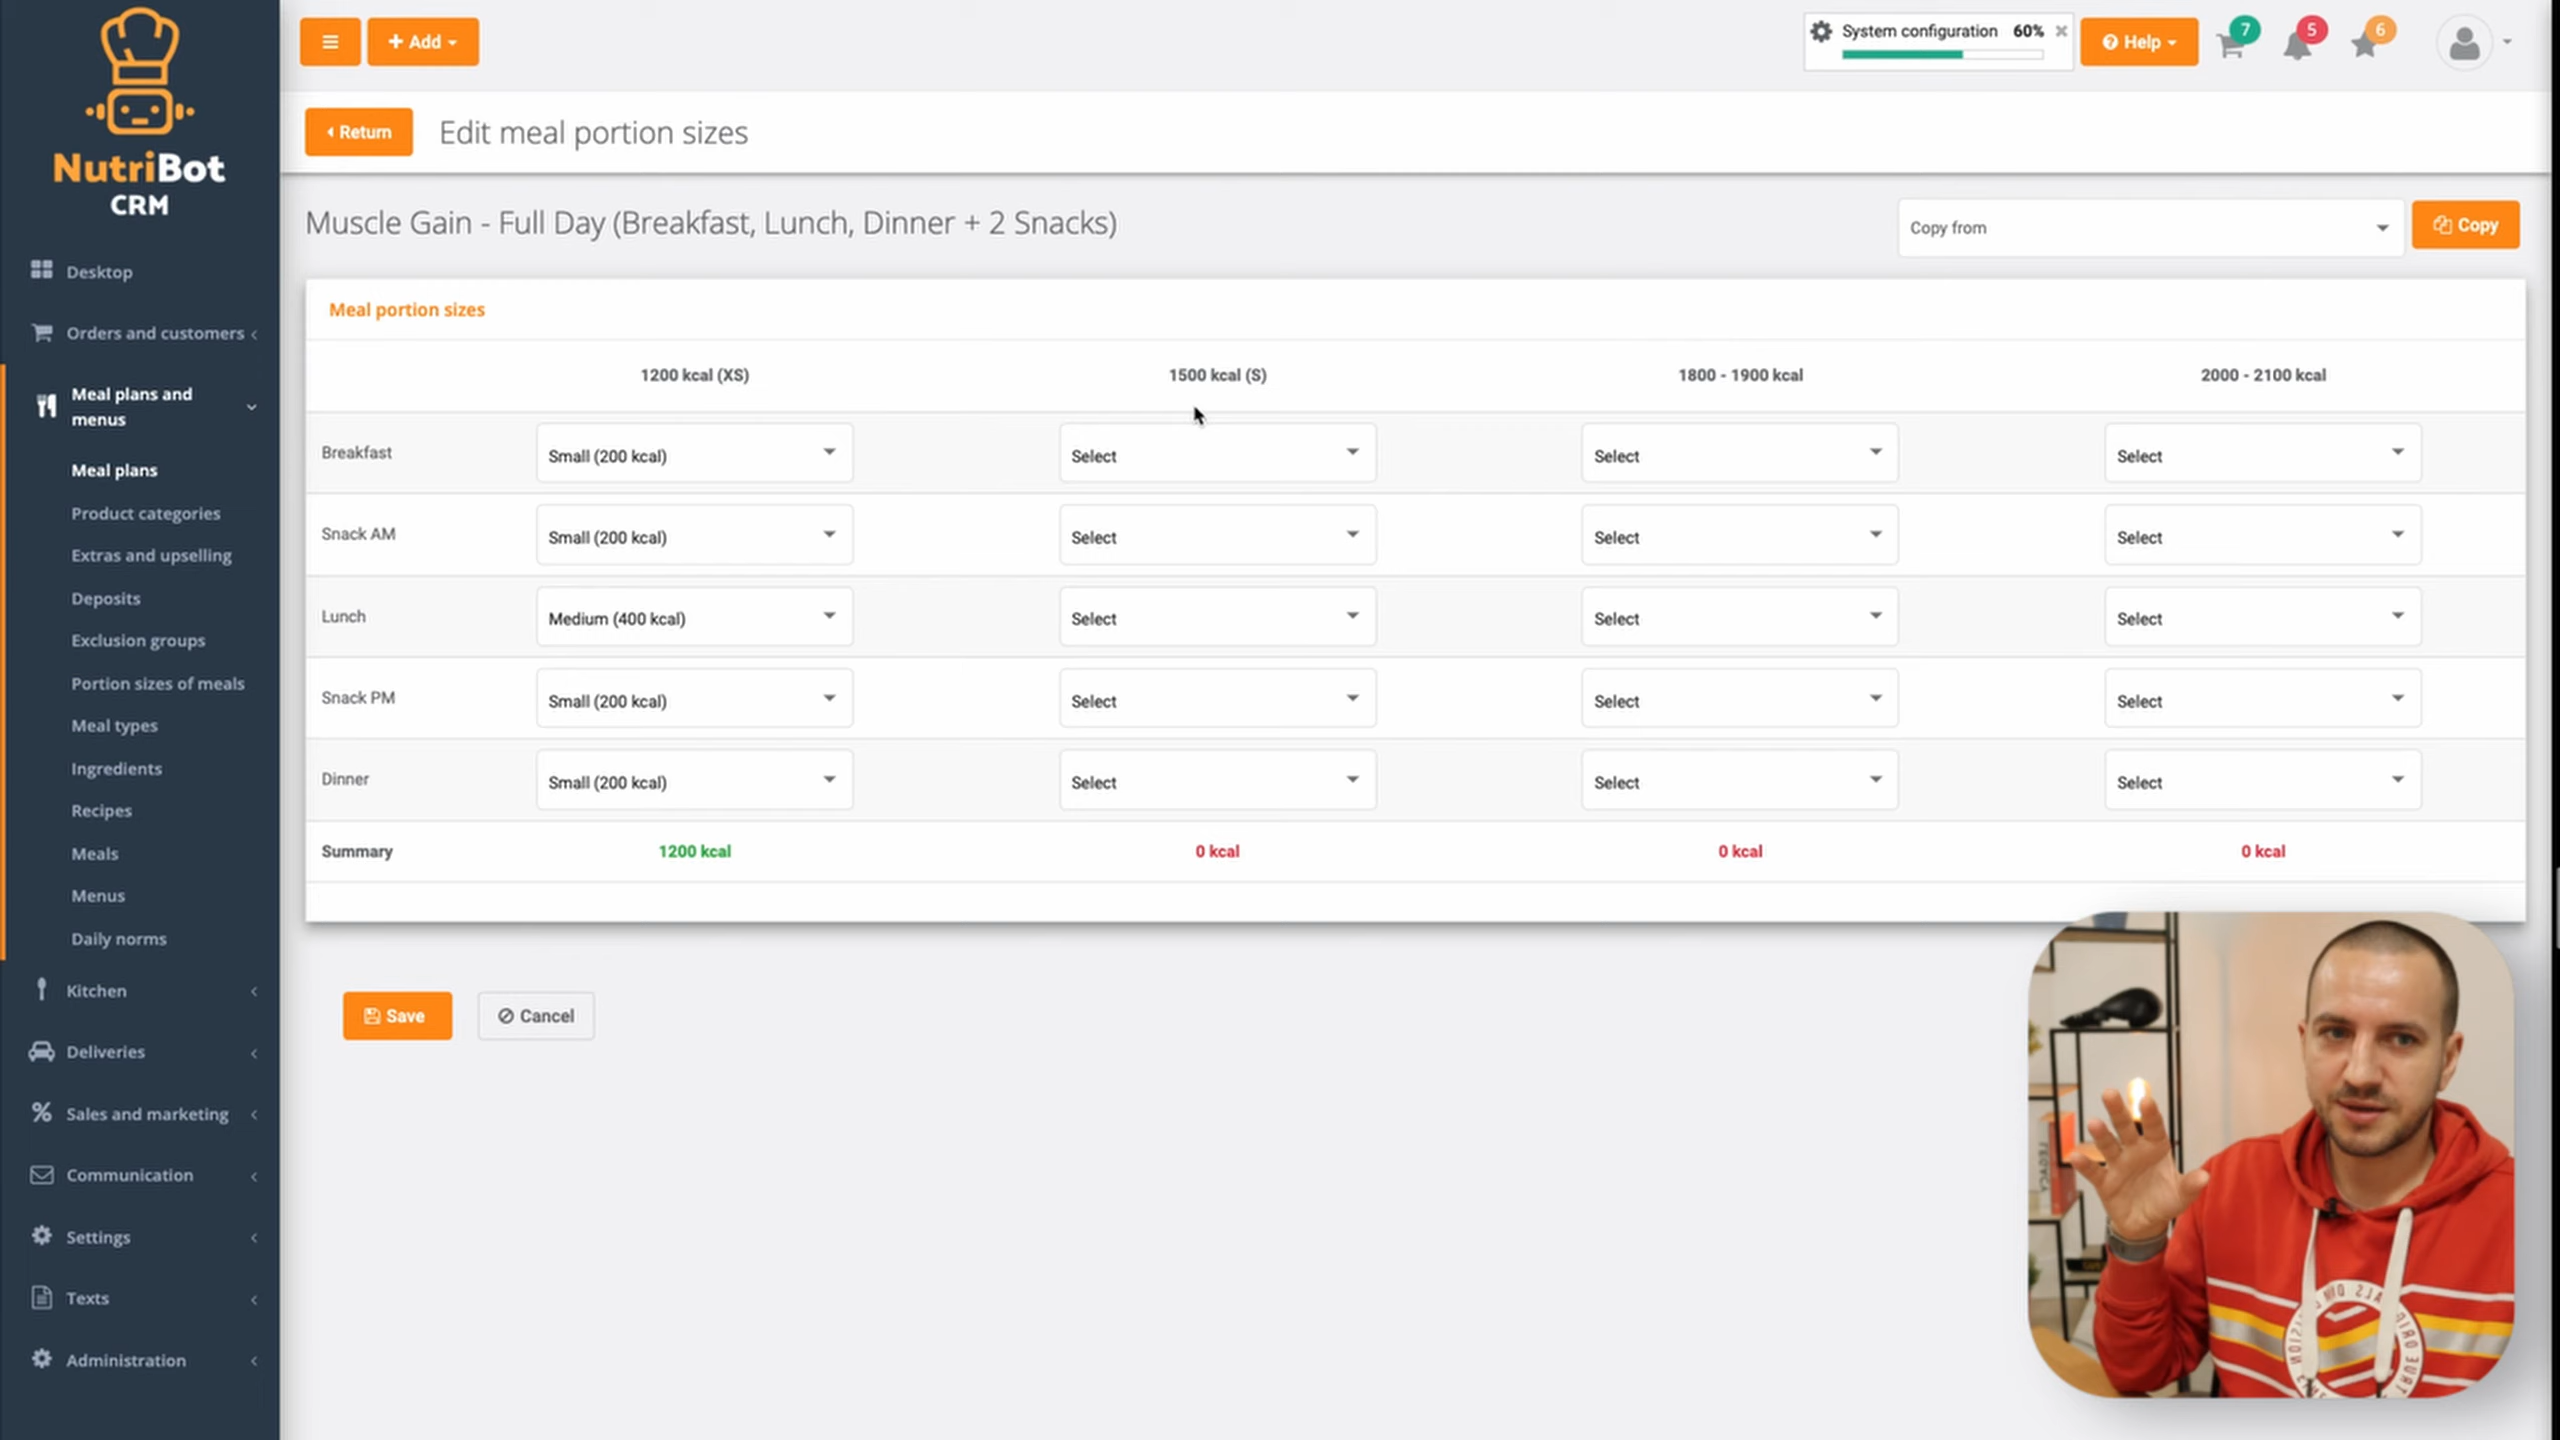 NutriBot
CRM
Add
System configuration 60%
Help
7
5
6
Return
Edit meal portion sizes
Muscle Gain - Full Day (Breakfast, Lunch, Dinner + 2 Snacks)
Copy from
Copy
Desktop
Orders and customers
Meal plans and
menus
Meal plans
Product categories
Extras and upselling
Deposits
Exclusion groups
Portion sizes of meals
Meal types
Ingredients
Recipes
Meals
Menus
Daily norms
Kitchen
Deliveries
Sales and marketing
Communication
Settings
Texts
Administration
Meal portion sizes
1200 kcal (XS) 1500 kcal (S) 1800 - 1900 kcal 2000 - 2100 kcal
Breakfast Small (200 kcal) Select Select Select
Snack AM Small (200 kcal) Select Select Select
Lunch Medium (400 kcal) Select Select Select
Snack PM Small (200 kcal) Select Select Select
Dinner Small (200 kcal) Select Select Select
Summary 1200 kcal 0 kcal 0 kcal 0 kcal
Save
Cancel